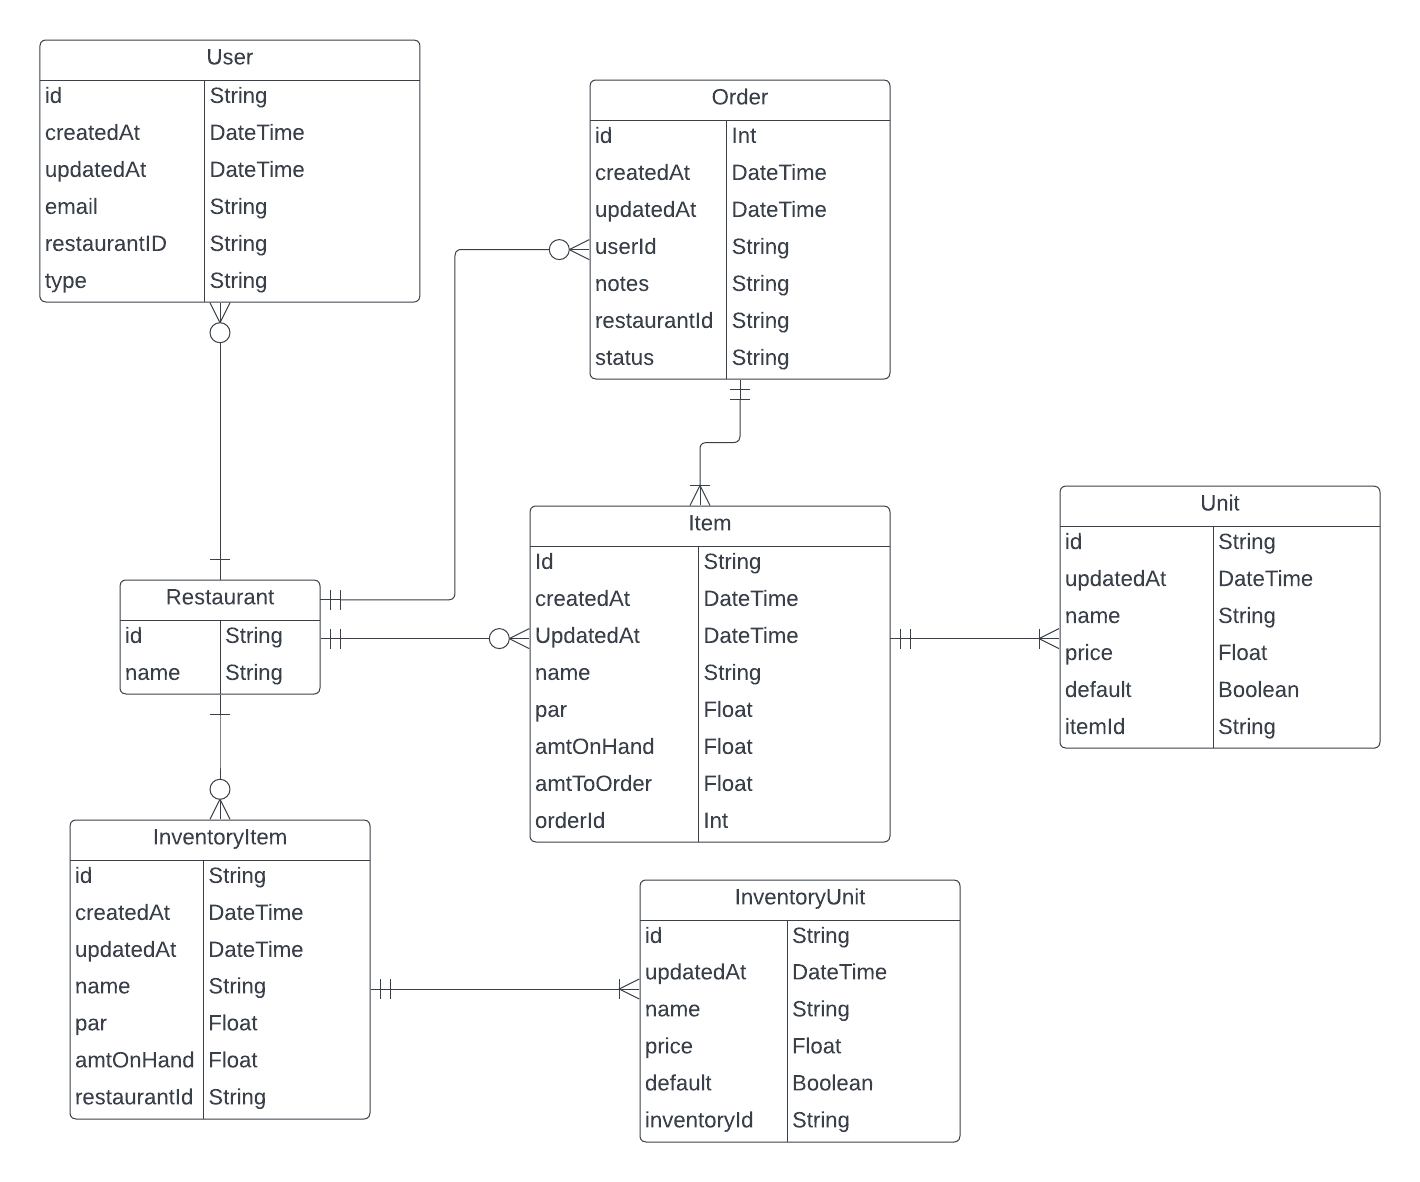 User
id String
createdAt DateTime
updatedAt DateTime
email String
restaurantID String
type String
Order
id Int
createdAt DateTime
updatedAt DateTime
userId String
notes String
restaurantId String
status String
Restaurant
id String
name String
Item
Id String
createdAt DateTime
UpdatedAt DateTime
name String
par Float
amtOnHand Float
amtToOrder Float
orderId Int
Unit
id String
updatedAt DateTime
name String
price Float
default Boolean
itemId String
InventoryItem
id String
createdAt DateTime
updatedAt DateTime
name String
par Float
amtOnHand Float
restaurantId String
InventoryUnit
id String
updatedAt DateTime
name String
price Float
default Boolean
inventoryId String